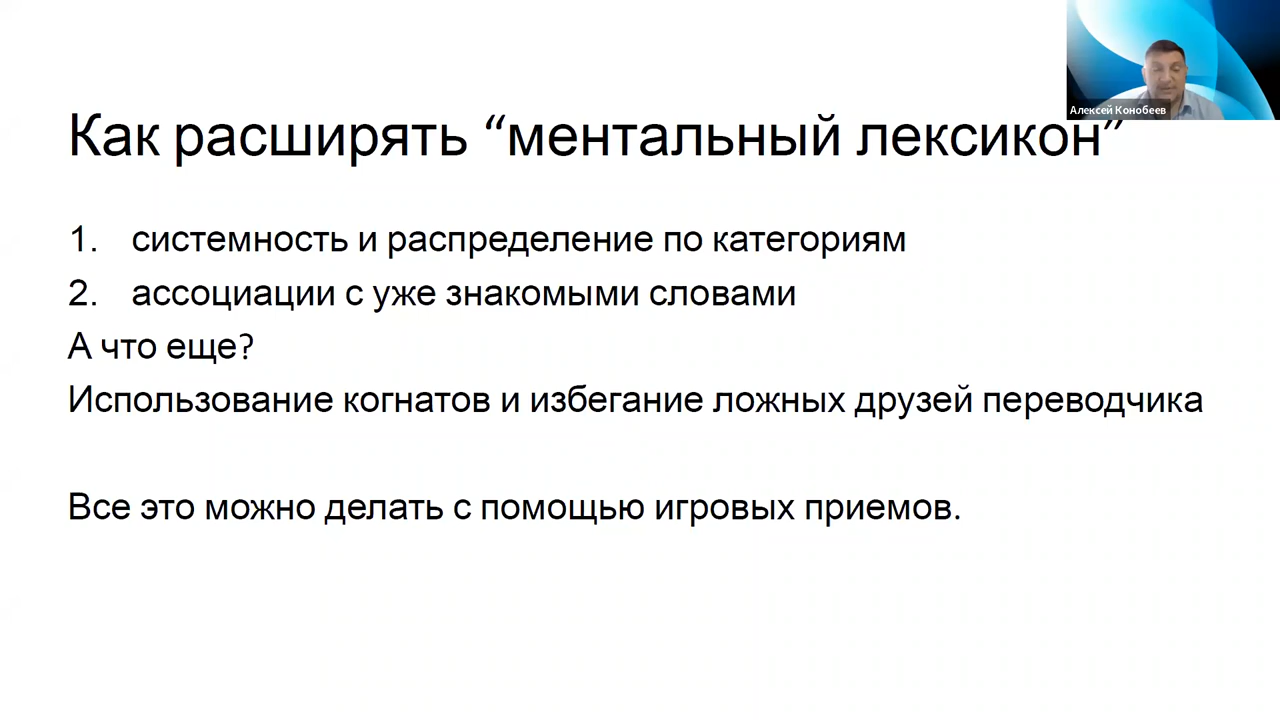 Алексей Конобеев
Как расширять “ментальный лексикон”
1. системность и распределение по категориям
2. ассоциации с уже знакомыми словами
А что еще?
Использование когнатов и избегание ложных друзей переводчика
Все это можно делать с помощью игровых приемов.